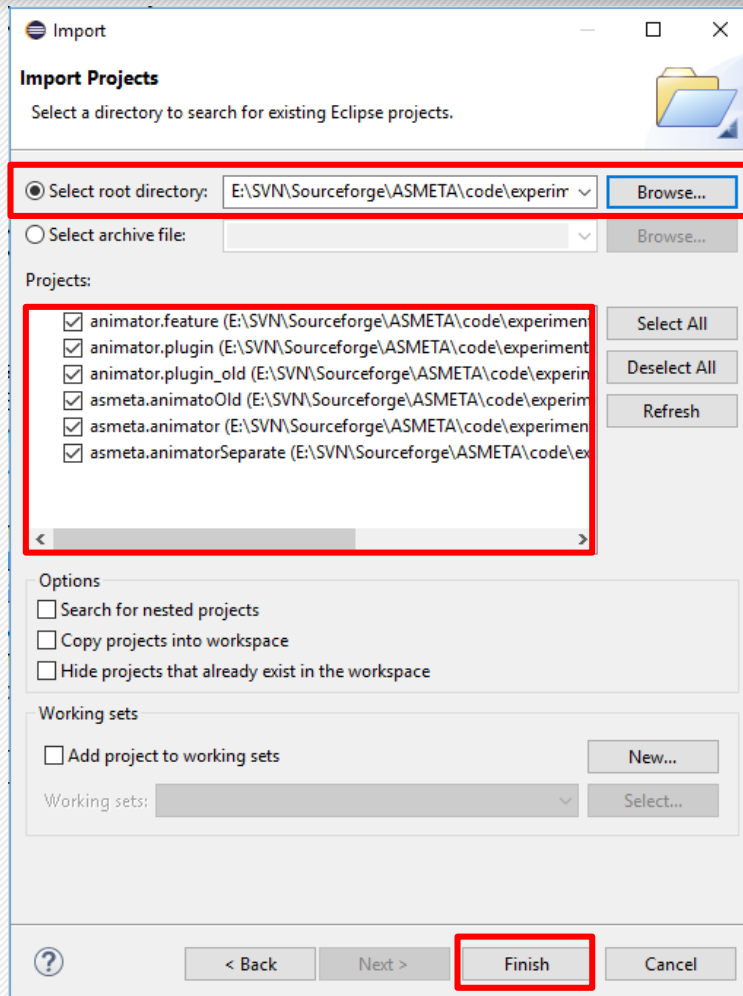 Import
Import Projects
Select a directory to search for existing Eclipse projects.
Select root directory: E:\SVN\Sourceforge\ASMETA\code\experim Browse...
Select archive file: Browse...
Projects:
animator.feature (E:\SVN\Sourceforge\ASMETA\code\experiment Select All
animator.plugin (E:\SVN\Sourceforge\ASMETA\code\experiment
animator.plugin_old (E:\SVN\Sourceforge\ASMETA\code\experin Deselect All
asmeta.animatoOld (E:\SVN\Sourceforge\ASMETA\code\experim
asmeta.animator (E:\SVN\Sourceforge\ASMETA\code\experimen Refresh
asmeta.animatorSeparate (E:\SVN\Sourceforge\ASMETA\code\ex
Options
Search for nested projects
Copy projects into workspace
Hide projects that already exist in the workspace
Working sets
Add project to working sets New...
Working sets: Select...
? < Back Next > Finish Cancel